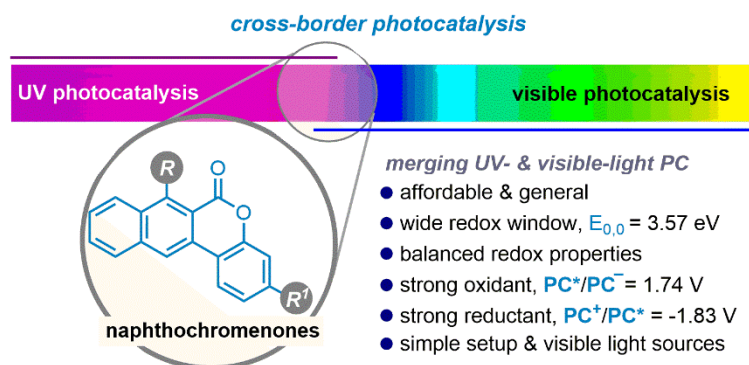 cross-border photocatalysis
UV photocatalysis
visible photocatalysis
R
O
O
R¹
naphthochromenones
merging UV- & visible-light PC
● affordable & general
● wide redox window, E0,0 = 3.57 eV
● balanced redox properties
● strong oxidant, PC*/PC⁻ = 1.74 V
● strong reductant, PC⁺/PC* = -1.83 V
● simple setup & visible light sources